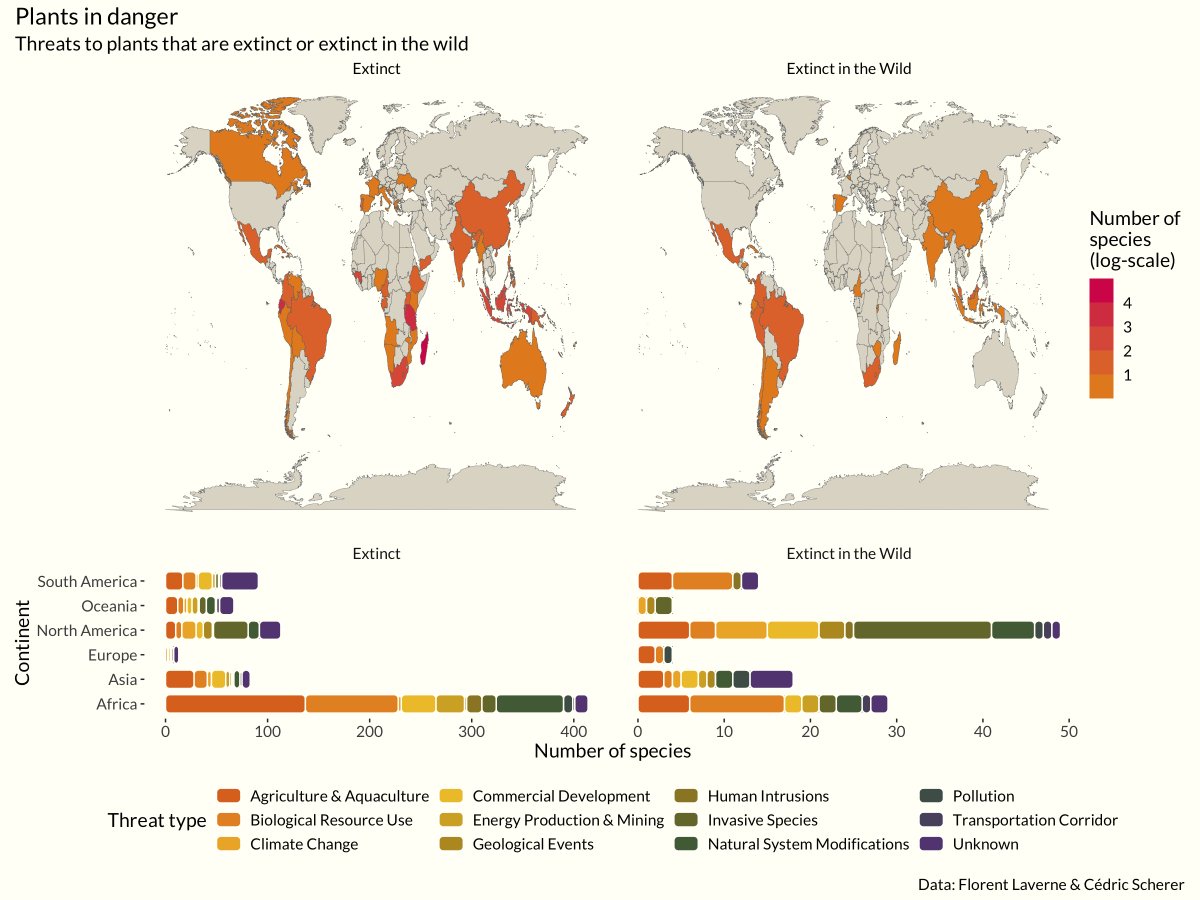 Plants in danger
Threats to plants that are extinct or extinct in the wild
Extinct
Extinct in the Wild
Number of
species
(log-scale)
4
3
2
1
Extinct
Extinct in the Wild
Continent
South America
Oceania
North America
Europe
Asia
Africa
0 100 200 300 400
0 10 20 30 40 50
Number of species
Threat type
Agriculture & Aquaculture
Biological Resource Use
Climate Change
Commercial Development
Energy Production & Mining
Geological Events
Human Intrusions
Invasive Species
Natural System Modifications
Pollution
Transportation Corridor
Unknown
Data: Florent Laverne & Cédric Scherer